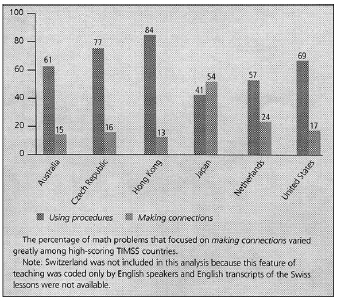 100
80
60
40
20
0
61
15
77
16
84
13
41
54
57
24
69
17
Australia
Czech Republic
Hong Kong
Japan
Netherlands
United States
Using procedures Making connections
The percentage of math problems that focused on making connections varied
greatly among high-scoring TIMSS countries.
Note: Switzerland was not included in this analysis because this feature of
teaching was coded only by English speakers and English transcripts of the Swiss
lessons were not available.